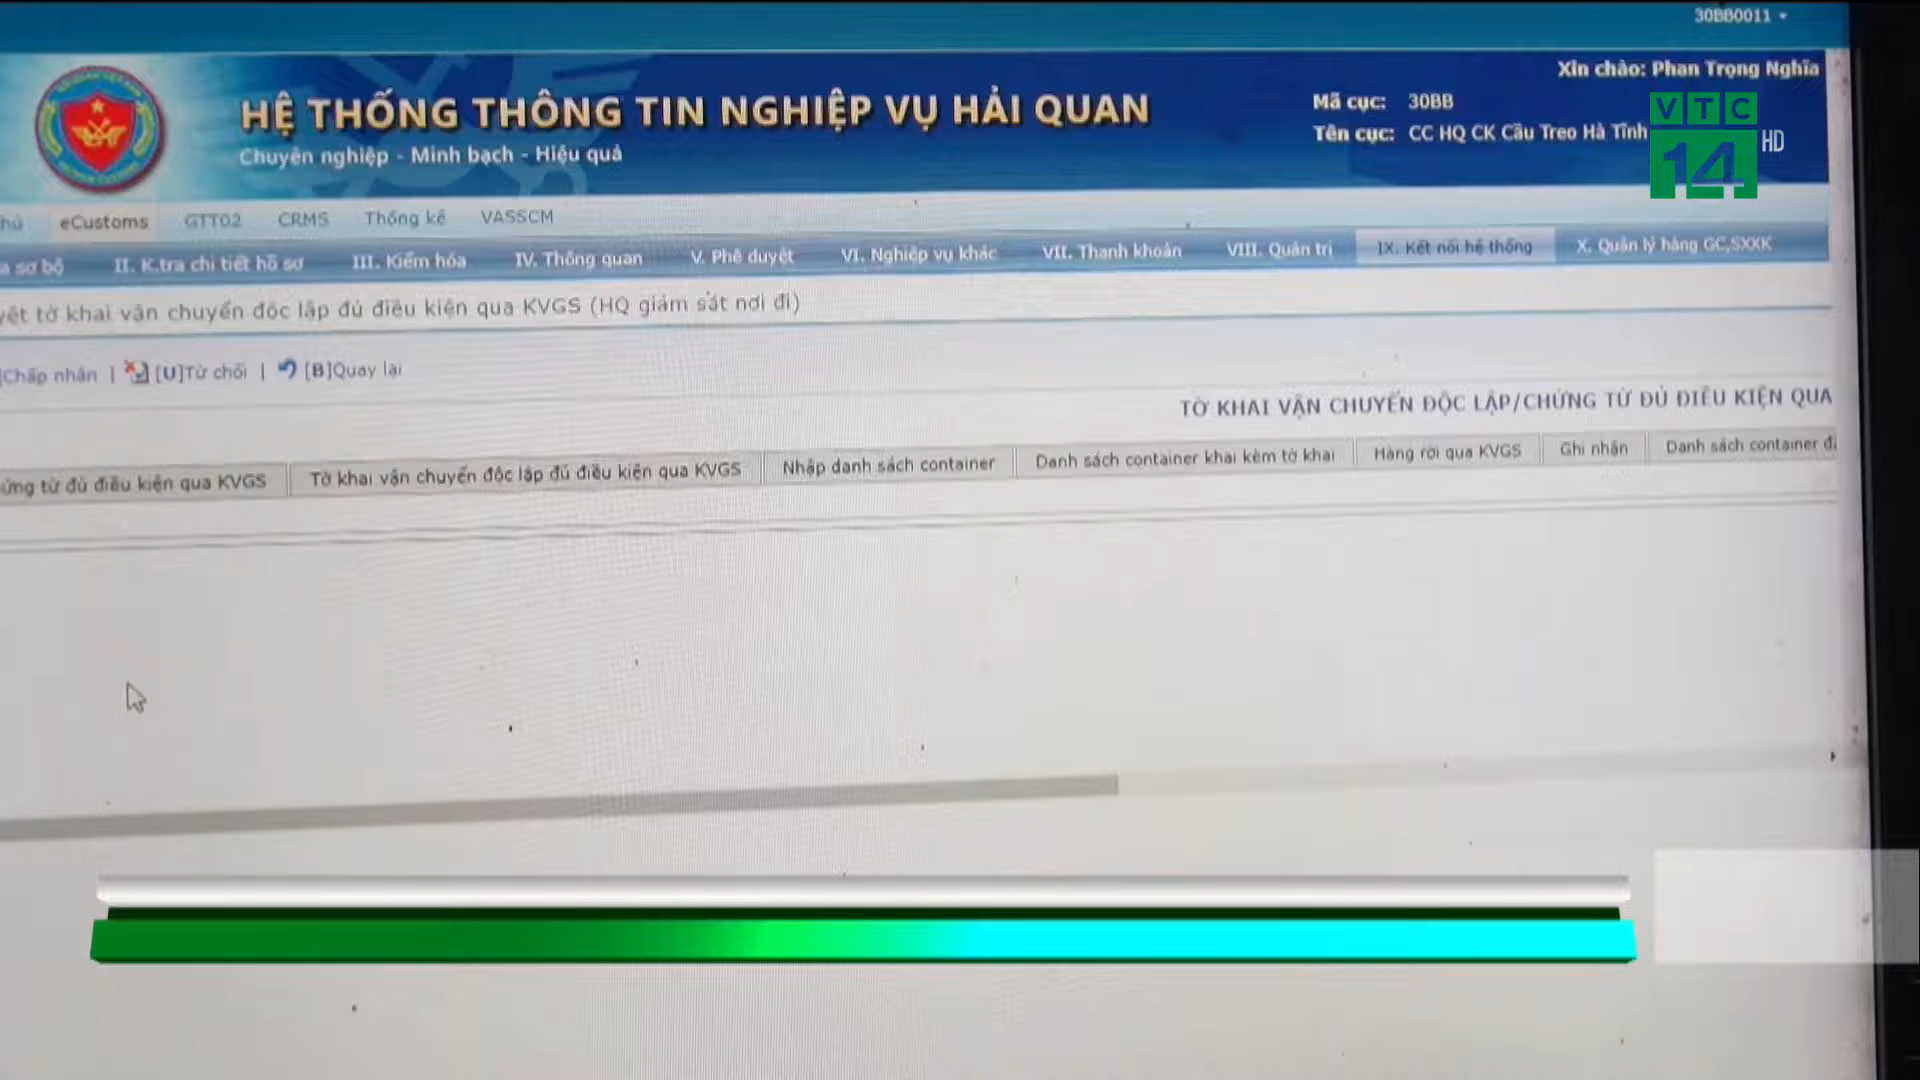 30BB0011
Xin chào: Phan Trọng Nghĩa
HỆ THỐNG THÔNG TIN NGHIỆP VỤ HẢI QUAN
Chuyên nghiệp - Minh bạch - Hiệu quả
Mã cục: 30BB
Tên cục: CC HQ CK Cầu Treo Hà Tĩnh
VTC
14
HD
eCustoms GTT02 CRMS Thống kê VASSCM
sơ bộ II. K.tra chi tiết hồ sơ III. Kiểm hóa IV. Thông quan V. Phê duyệt VI. Nghiệp vụ khác VII. Thanh khoản VIII. Quản trị IX. Kết nối hệ thống X. Quản lý hàng GC,SXXK
tờ khai vận chuyển độc lập đủ điều kiện qua KVGS (HQ giám sát nơi đi)
Chấp nhận | [U]Từ chối | [B]Quay lại
TỜ KHAI VẬN CHUYỂN ĐỘC LẬP/CHỨNG TỪ ĐỦ ĐIỀU KIỆN QUA
từ đủ điều kiện qua KVGS Tờ khai vận chuyển độc lập đủ điều kiện qua KVGS Nhập danh sách container Danh sách container khai kèm tờ khai Hàng rời qua KVGS Ghi nhận Danh sách container